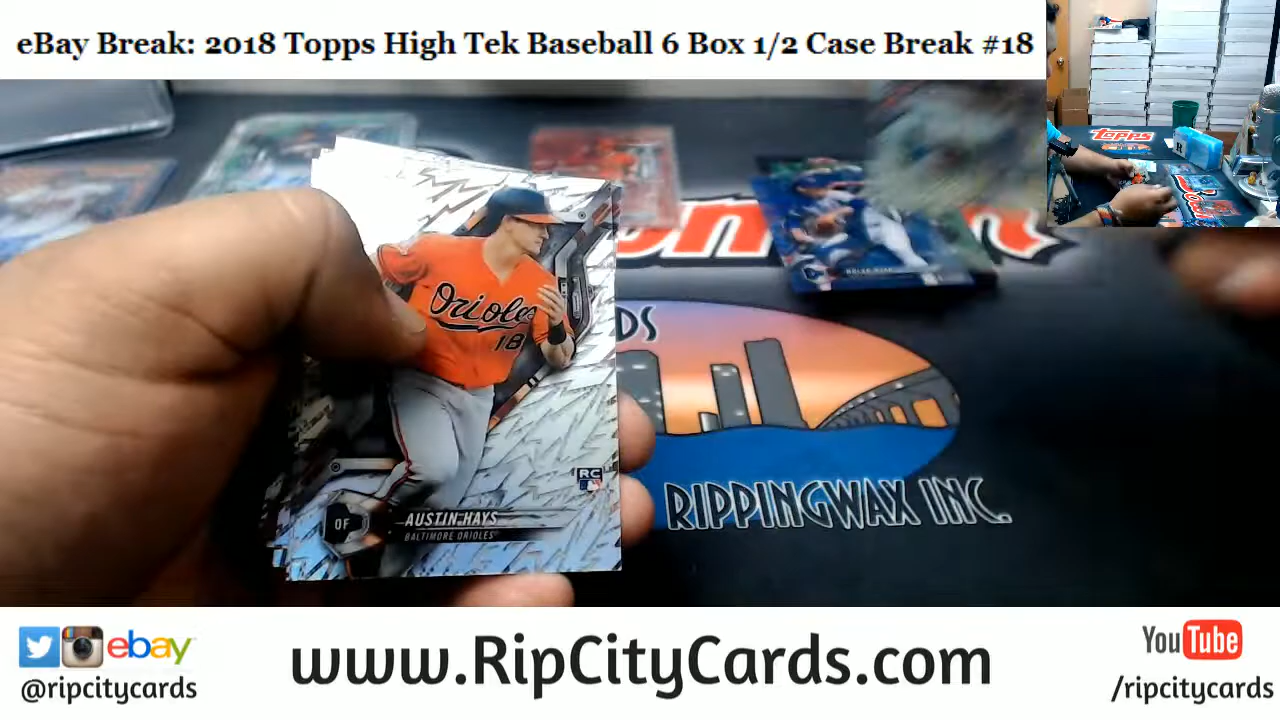 eBay Break: 2018 Topps High Tek Baseball 6 Box 1/2 Case Break #18
topps
Orioles
18
RC
OF
AUSTIN HAYS
BALTIMORE ORIOLES
RIPPINGWAX INC.
ebay
@ripcitycards
www.RipCityCards.com
YouTube
/ripcitycards